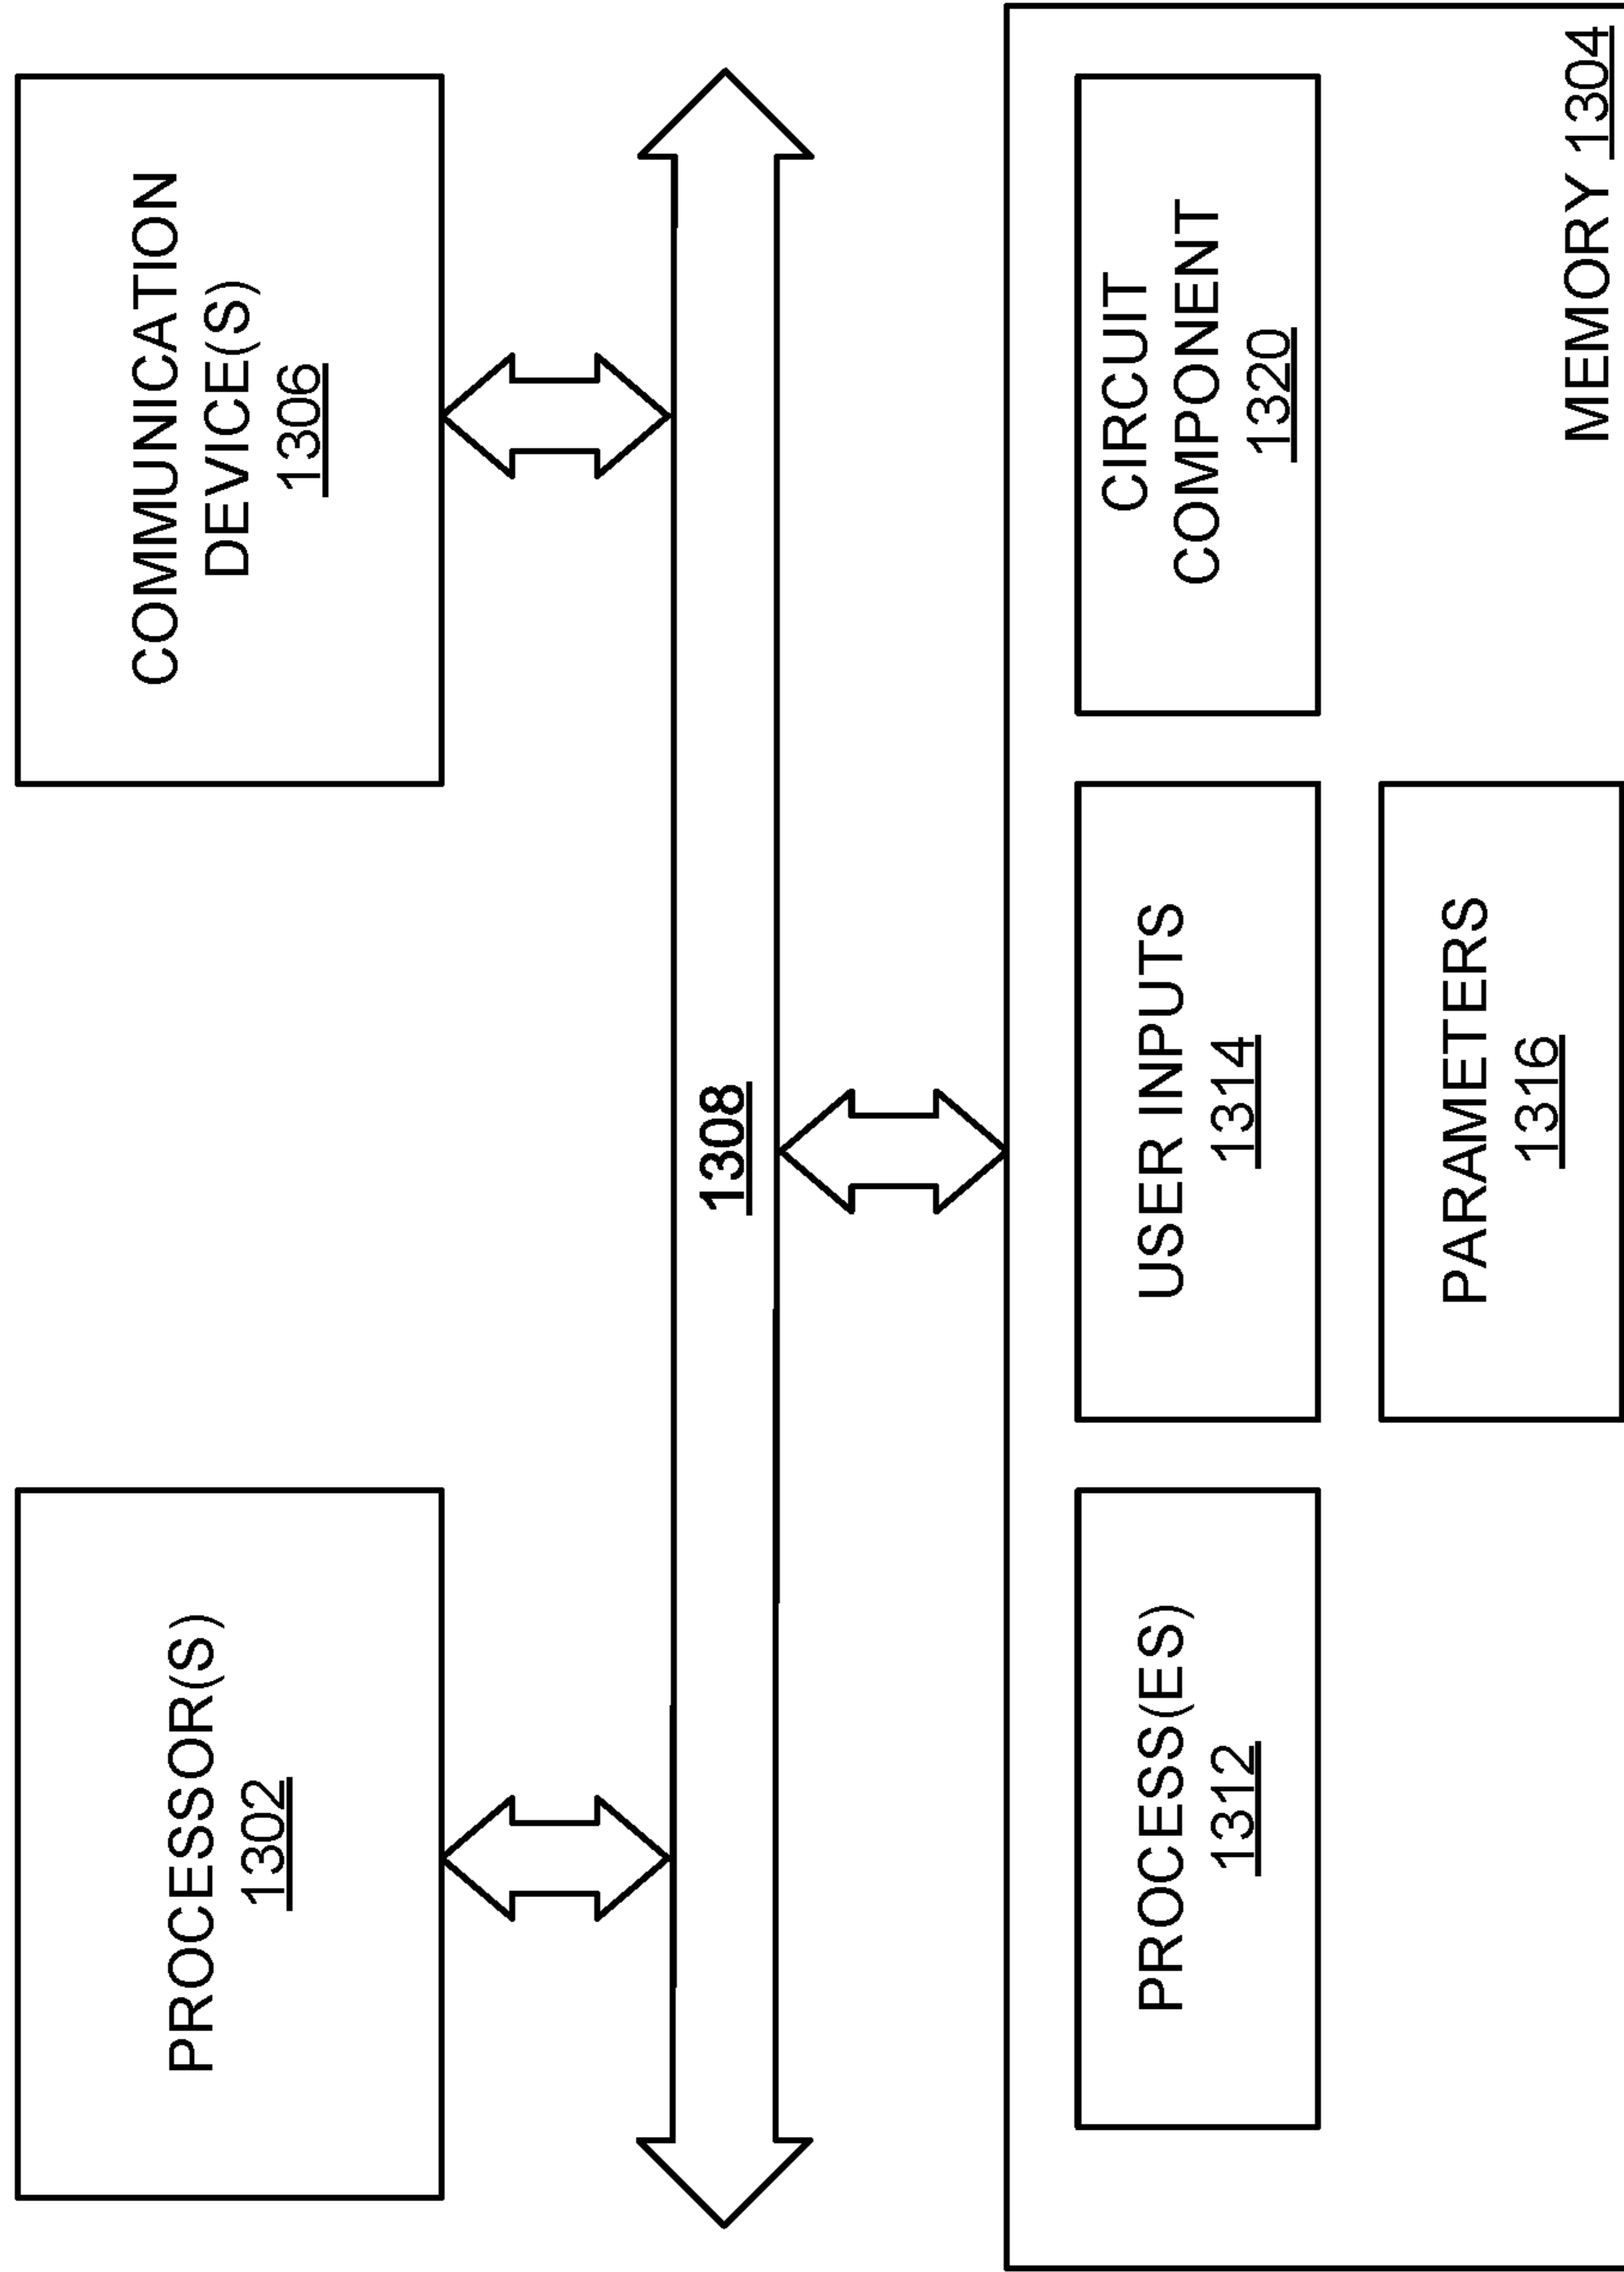 PROCESSOR(S)
1302
COMMUNICATION
DEVICE(S)
1306
1308
PROCESS(ES)
1312
USER INPUTS
1314
CIRCUIT
COMPONENT
1320
PARAMETERS
1316
MEMORY 1304